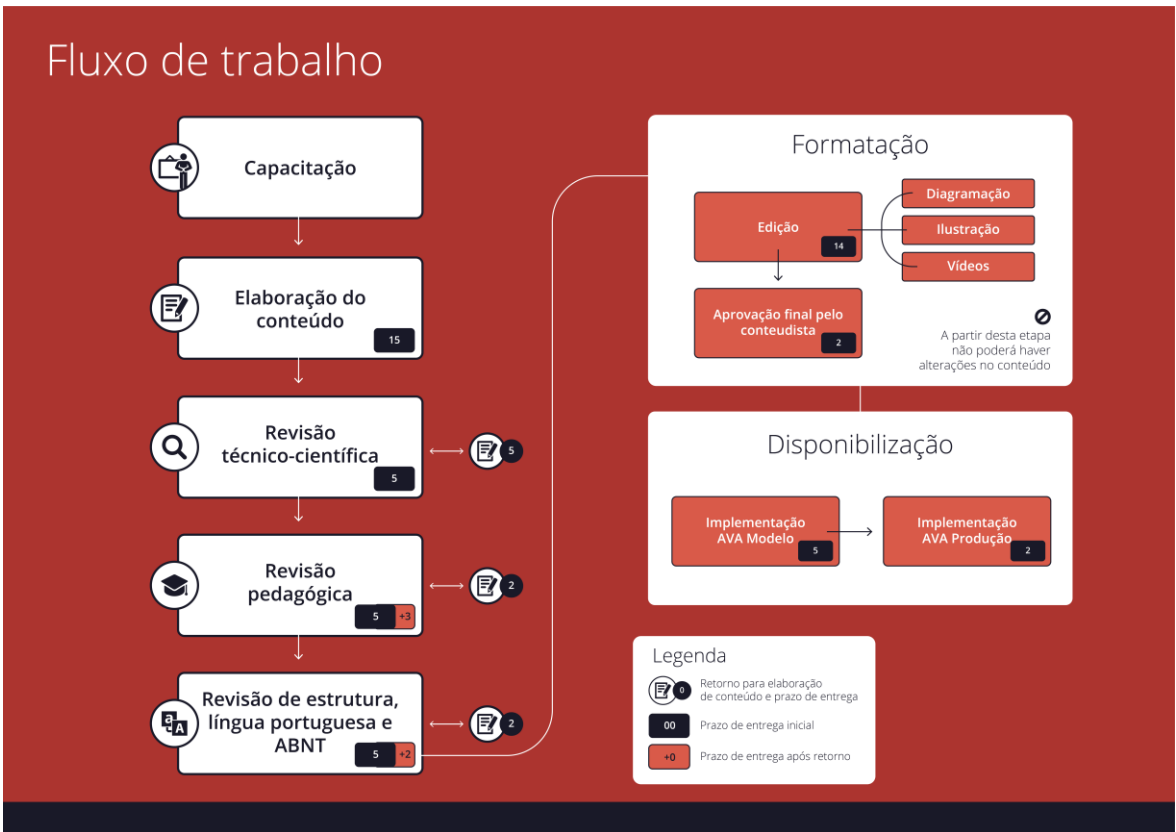 Fluxo de trabalho
Capacitação
Elaboração do
conteúdo
15
Revisão
técnico-científica
5
5
Revisão
pedagógica
5
+3
2
Revisão de estrutura,
língua portuguesa e
ABNT
5
+2
2
Formatação
Edição
14
Diagramação
Ilustração
Vídeos
Aprovação final pelo
conteudista
2
A partir desta etapa
não poderá haver
alterações no conteúdo
Disponibilização
Implementação
AVA Modelo
5
Implementação
AVA Produção
2
Legenda
0
Retorno para elaboração
de conteúdo e prazo de entrega
00
Prazo de entrega inicial
+0
Prazo de entrega após retorno